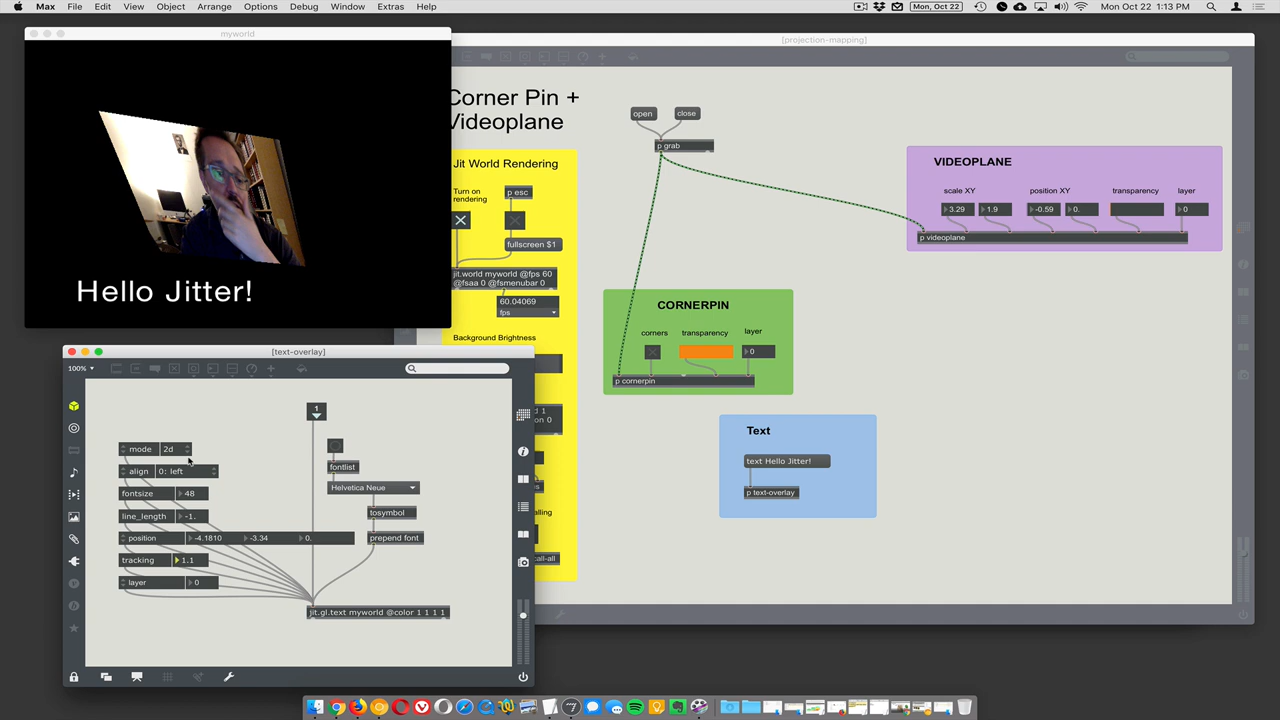 Max File Edit View Object Arrange Options Debug Window Extras Help
Mon, Oct 22
Mon Oct 22 1:13 PM
myworld
Hello Jitter!
[projection-mapping]
Corner Pin +
Videoplane
Jit World Rendering
Turn on
rendering
p esc
fullscreen $1
jit.world myworld @fps 60
@fsaa 0 @fsmenubar 0
60.04069
fps
Background Brightness
open close
p grab
VIDEOPLANE
scale XY position XY transparency layer
3.29 1.9 -0.59 0. 0
p videoplane
CORNERPIN
corners transparency layer
0
p cornerpin
Text
text Hello Jitter!
p text-overlay
[text-overlay]
100%
1
mode 2d
align 0: left
fontsize 48
line_length -1.
position -4.1810 -3.34 0.
tracking 1.1
layer 0
fontlist
Helvetica Neue
tosymbol
prepend font
jit.gl.text myworld @color 1 1 1 1